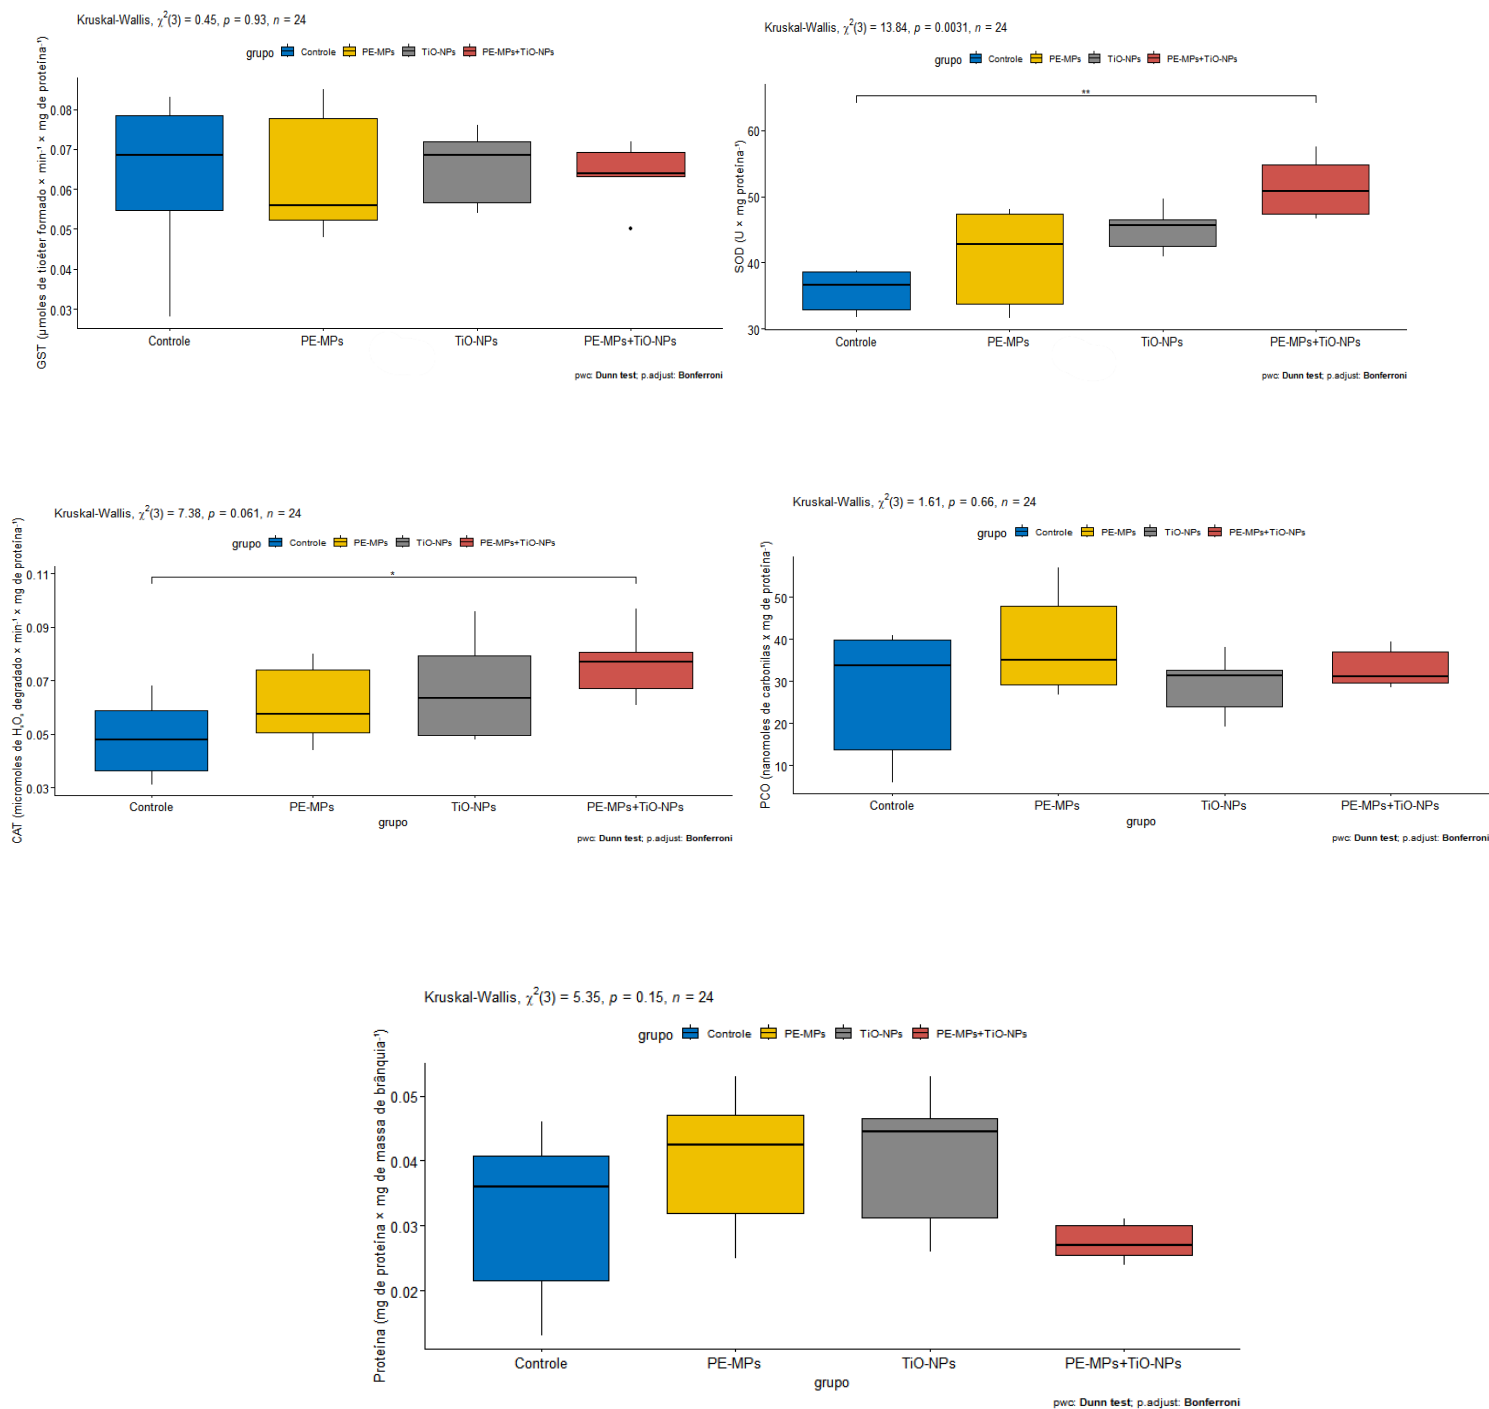 Kruskal-Wallis, χ²(3) = 0.45, p = 0.93, n = 24
grupo Controle PE-MPs TiO-NPs PE-MPs+TiO-NPs
GST (µmoles de tioéter formado × min⁻¹ × mg de proteína⁻¹)
0.08
0.07
0.06
0.05
0.04
0.03
Controle PE-MPs TiO-NPs PE-MPs+TiO-NPs
pwc: Dunn test; p.adjust: Bonferroni
Kruskal-Wallis, χ²(3) = 13.84, p = 0.0031, n = 24
grupo Controle PE-MPs TiO-NPs PE-MPs+TiO-NPs
**
SOD (U × mg proteína⁻¹)
60
50
40
30
Controle PE-MPs TiO-NPs PE-MPs+TiO-NPs
pwc: Dunn test; p.adjust: Bonferroni
Kruskal-Wallis, χ²(3) = 7.38, p = 0.061, n = 24
grupo Controle PE-MPs TiO-NPs PE-MPs+TiO-NPs
*
CAT (micromoles de H₂O₂ degradado × min⁻¹ × mg de proteína⁻¹)
0.11
0.09
0.07
0.05
0.03
Controle PE-MPs TiO-NPs PE-MPs+TiO-NPs
grupo
pwc: Dunn test; p.adjust: Bonferroni
Kruskal-Wallis, χ²(3) = 1.61, p = 0.66, n = 24
grupo Controle PE-MPs TiO-NPs PE-MPs+TiO-NPs
PCO (nanomoles de carbonilas x mg de proteína⁻¹)
50
40
30
20
10
Controle PE-MPs TiO-NPs PE-MPs+TiO-NPs
grupo
pwc: Dunn test; p.adjust: Bonferroni
Kruskal-Wallis, χ²(3) = 5.35, p = 0.15, n = 24
grupo Controle PE-MPs TiO-NPs PE-MPs+TiO-NPs
Proteína (mg de proteína × mg de massa de brânquia⁻¹)
0.05
0.04
0.03
0.02
Controle PE-MPs TiO-NPs PE-MPs+TiO-NPs
grupo
pwc: Dunn test; p.adjust: Bonferroni